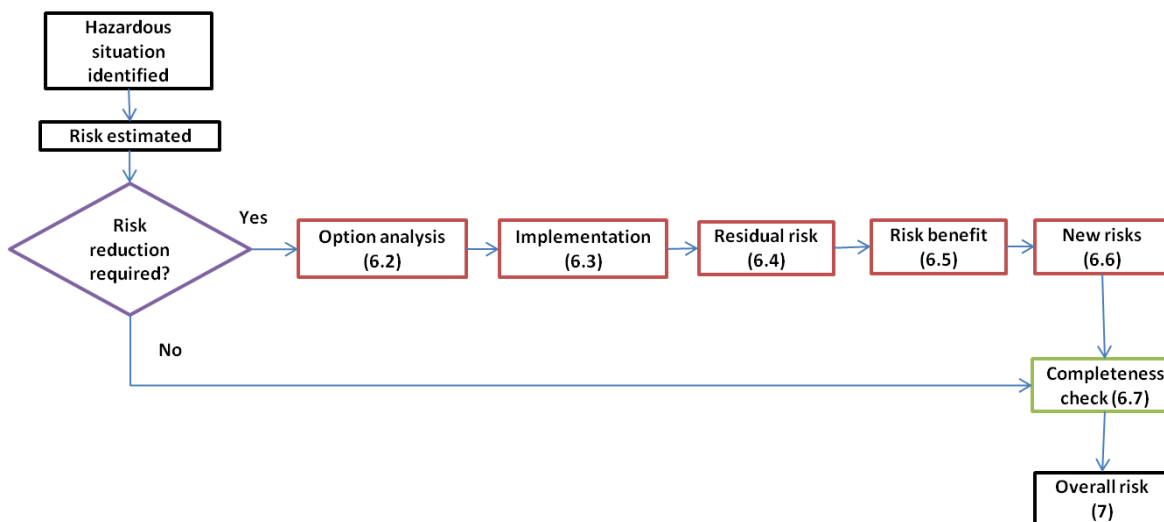 Hazardous
situation
identified
Risk estimated
Risk
reduction
required?
Yes
No
Option analysis
(6.2)
Implementation
(6.3)
Residual risk
(6.4)
Risk benefit
(6.5)
New risks
(6.6)
Completeness
check (6.7)
Overall risk
(7)